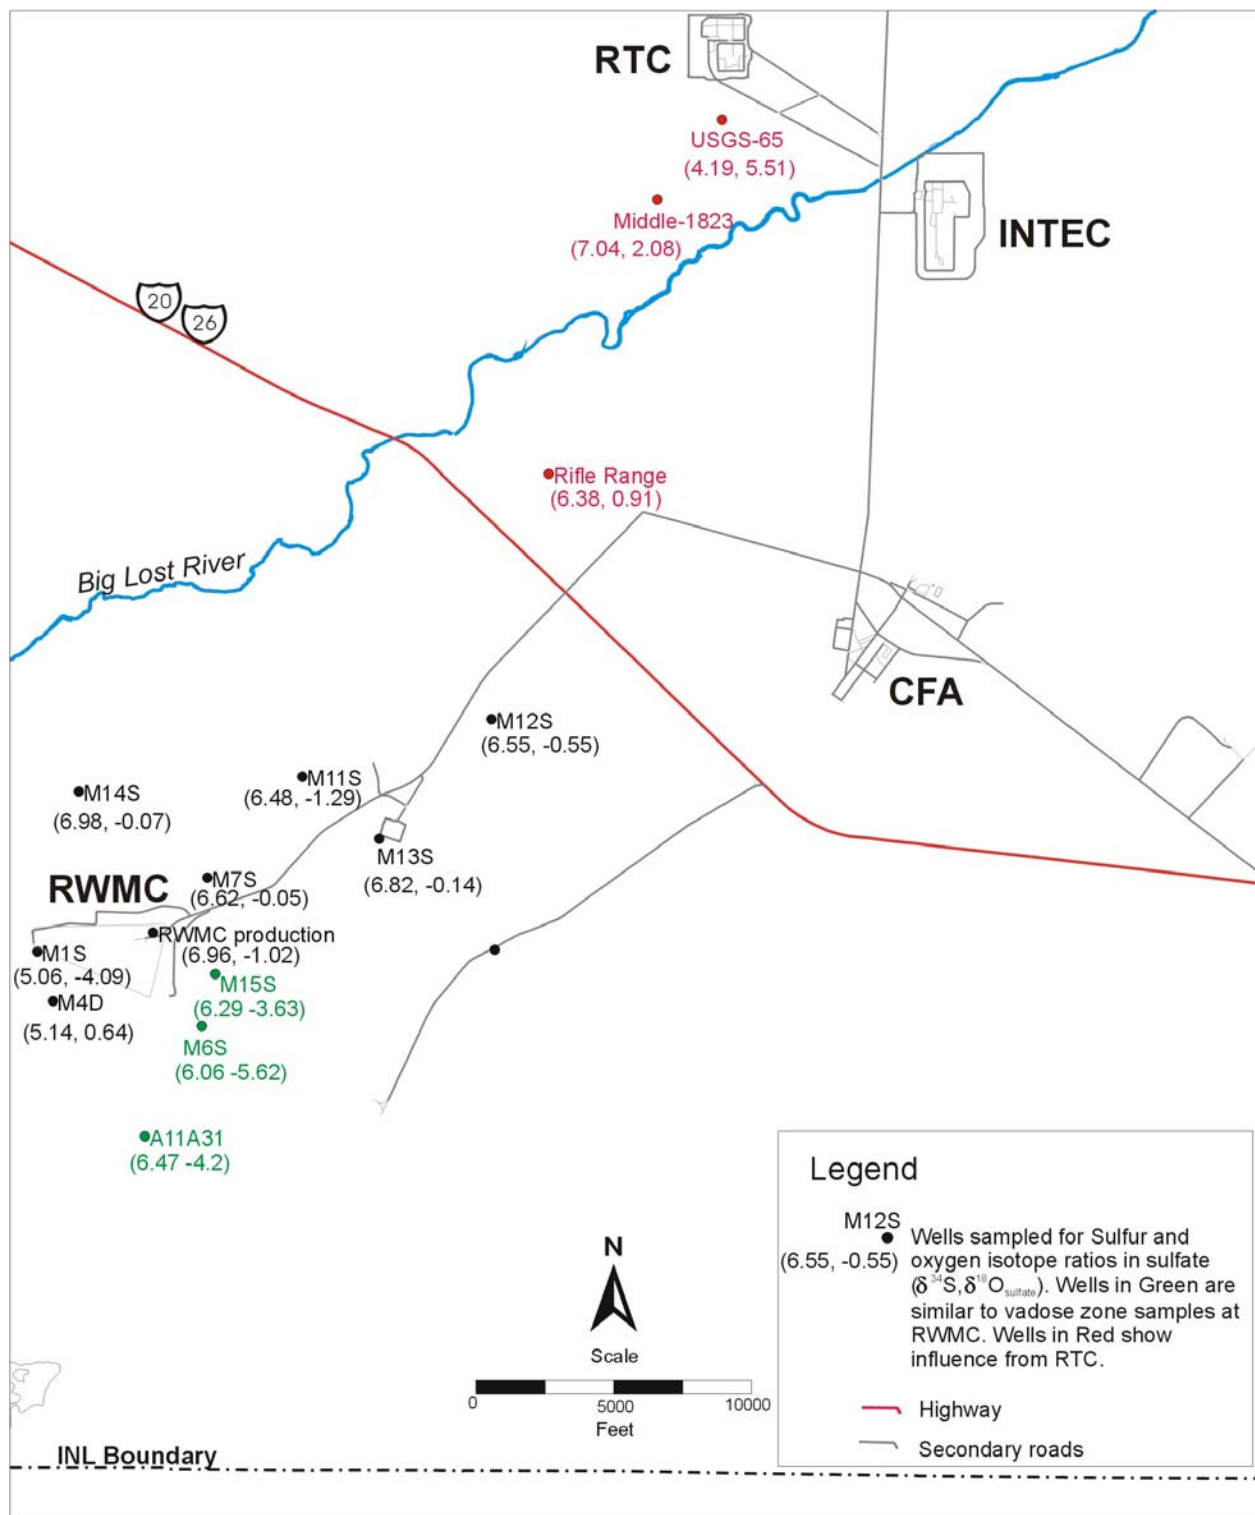 RTC
USGS-65
(4.19, 5.51)
Middle-1823
(7.04, 2.08)
INTEC
20
26
Rifle Range
(6.38, 0.91)
Big Lost River
CFA
M12S
(6.55, -0.55)
M11S
(6.48, -1.29)
M14S
(6.98, -0.07)
M13S
(6.82, -0.14)
RWMC
M7S
(6.62, -0.05)
RWMC production
(6.96, -1.02)
M1S
(5.06, -4.09)
M15S
(6.29 -3.63)
M4D
(5.14, 0.64)
M6S
(6.06 -5.62)
A11A31
(6.47 -4.2)
Legend
M12S
(6.55, -0.55)
Wells sampled for Sulfur and
oxygen isotope ratios in sulfate
(δ³⁴S,δ¹⁸Osulfate). Wells in Green are
similar to vadose zone samples at
RWMC. Wells in Red show
influence from RTC.
Highway
Secondary roads
N
Scale
0 5000 10000
Feet
INL Boundary